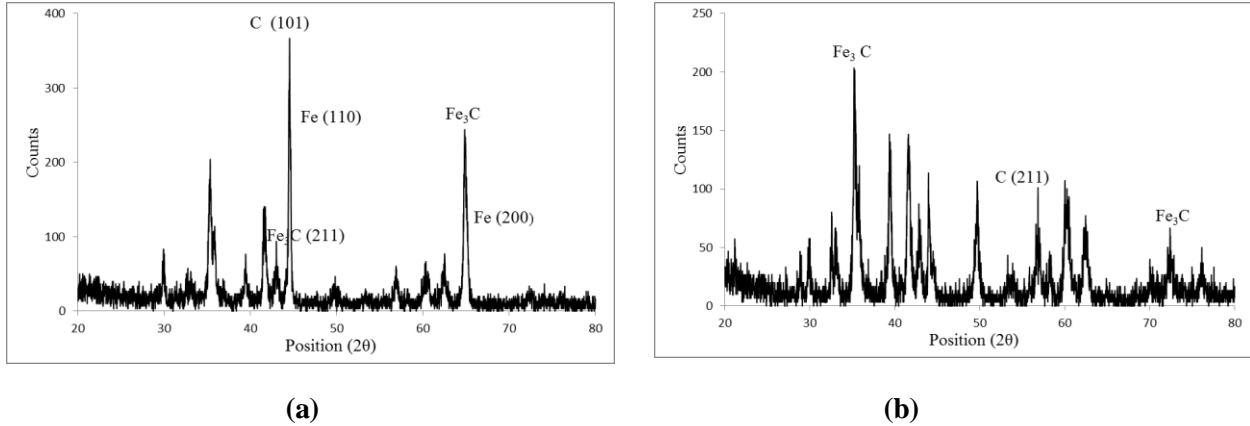 400
300
200
100
0
Counts
C (101)
Fe (110)
Fe₃C
Fe₃C (211)
Fe (200)
20 30 40 50 60 70 80
Position (2θ)
(a)
250
200
150
100
50
0
Counts
Fe₃ C
C (211)
Fe₃C
20 30 40 50 60 70 80
Position (2θ)
(b)